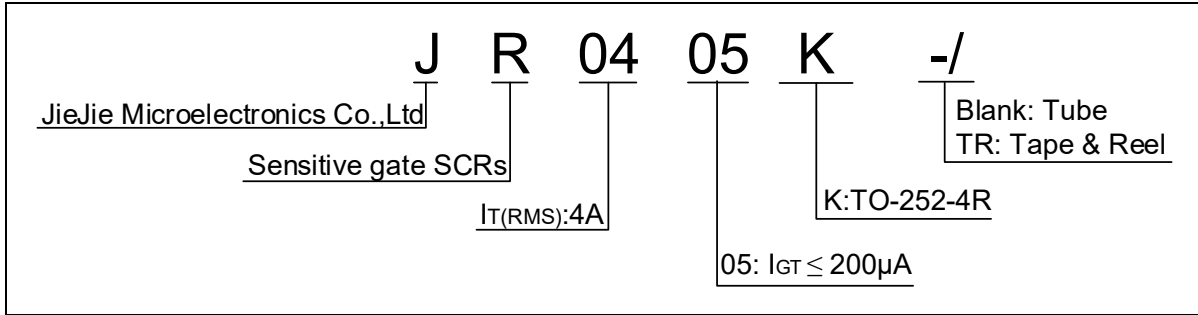 J R 04 05 K -/
JieJie Microelectronics Co.,Ltd
Blank: Tube
TR: Tape & Reel
Sensitive gate SCRs
K:TO-252-4R
IT(RMS):4A
05: IGT ≤ 200μA